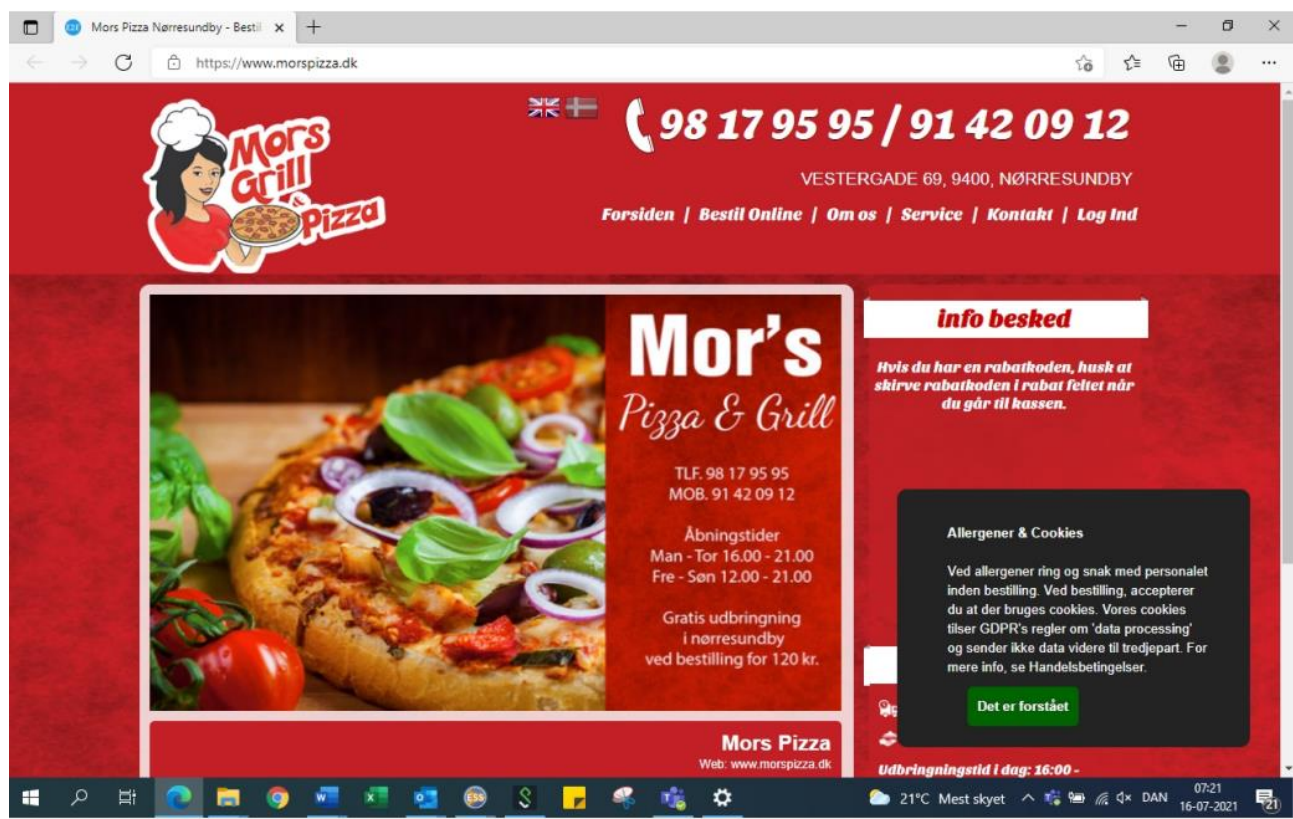 Mors Pizza Nørresundby - Bestil
https://www.morspizza.dk
Mors
Grill
&
Pizza
98 17 95 95 / 91 42 09 12
VESTERGADE 69, 9400, NØRRESUNDBY
Forsiden | Bestil Online | Om os | Service | Kontakt | Log Ind
Mor's
Pizza & Grill
TLF. 98 17 95 95
MOB. 91 42 09 12
Åbningstider
Man - Tor 16.00 - 21.00
Fre - Søn 12.00 - 21.00
Gratis udbringning
i nørresundby
ved bestilling for 120 kr.
info besked
Hvis du har en rabatkoden, husk at
skirve rabatkoden i rabat feltet når
du går til kassen.
Allergener & Cookies
Ved allergener ring og snak med personalet
inden bestilling. Ved bestilling, accepterer
du at der bruges cookies. Vores cookies
tilser GDPR's regler om 'data processing'
og sender ikke data videre til tredjepart. For
mere info, se Handelsbetingelser.
Det er forstået
Mors Pizza
Web: www.morspizza.dk
Udbringningstid i dag: 16:00 -
ESS
21°C Mest skyet
DAN
07:21
16-07-2021
21